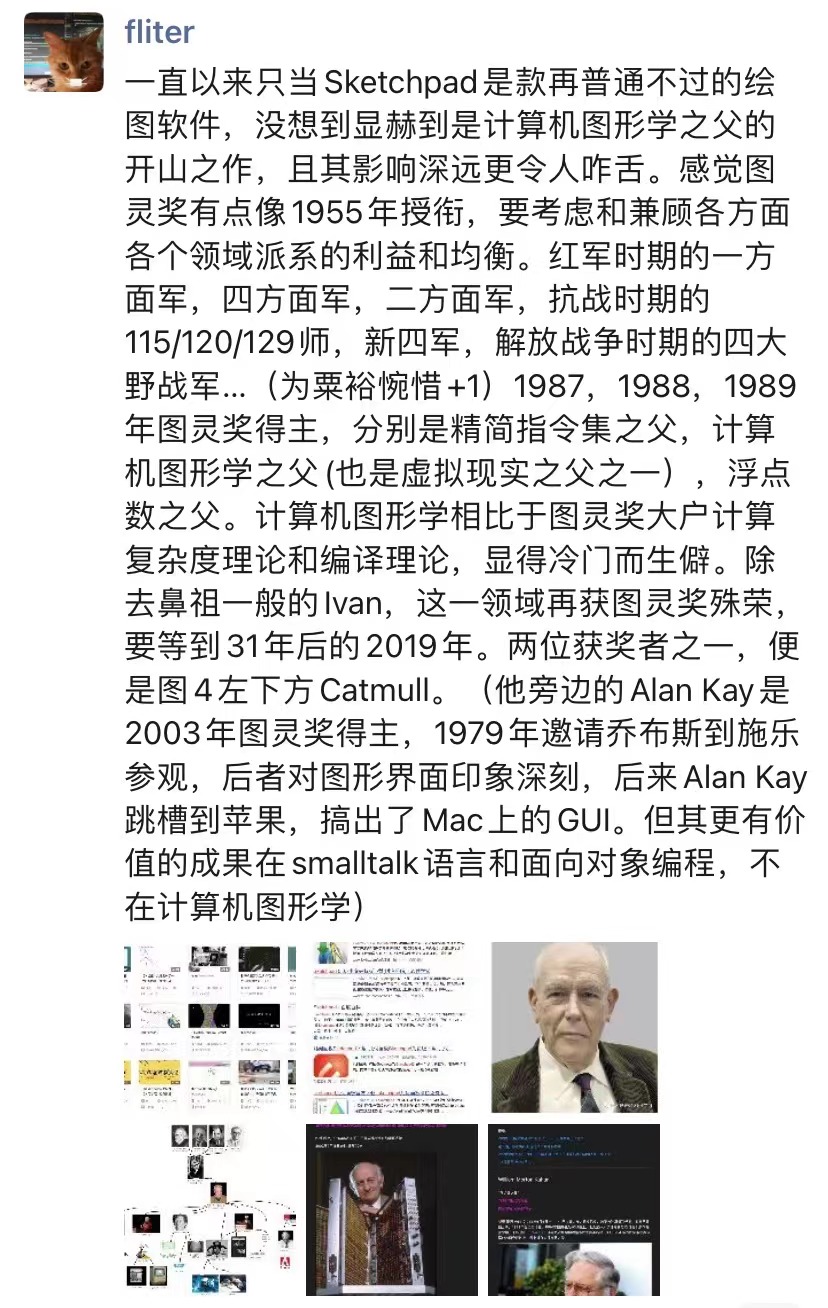 fliter
一直以来只当Sketchpad是款再普通不过的绘
图软件，没想到显赫到是计算机图形学之父的
开山之作，且其影响深远更令人咋舌。感觉图
灵奖有点像1955年授衔，要考虑和兼顾各方面
各个领域派系的利益和均衡。红军时期的一方
面军，四方面军，二方面军，抗战时期的
115/120/129师，新四军，解放战争时期的四大
野战军...（为粟裕惋惜+1）1987，1988，1989
年图灵奖得主，分别是精简指令集之父，计算
机图形学之父(也是虚拟现实之父之一），浮点
数之父。计算机图形学相比于图灵奖大户计算
复杂度理论和编译理论，显得冷门而生僻。除
去鼻祖一般的Ivan，这一领域再获图灵奖殊荣，
要等到31年后的2019年。两位获奖者之一，便
是图4左下方Catmull。（他旁边的Alan Kay是
2003年图灵奖得主，1979年邀请乔布斯到施乐
参观，后者对图形界面印象深刻，后来Alan Kay
跳槽到苹果，搞出了Mac上的GUI。但其更有价
值的成果在smalltalk语言和面向对象编程，不
在计算机图形学）
William Morton Kahan